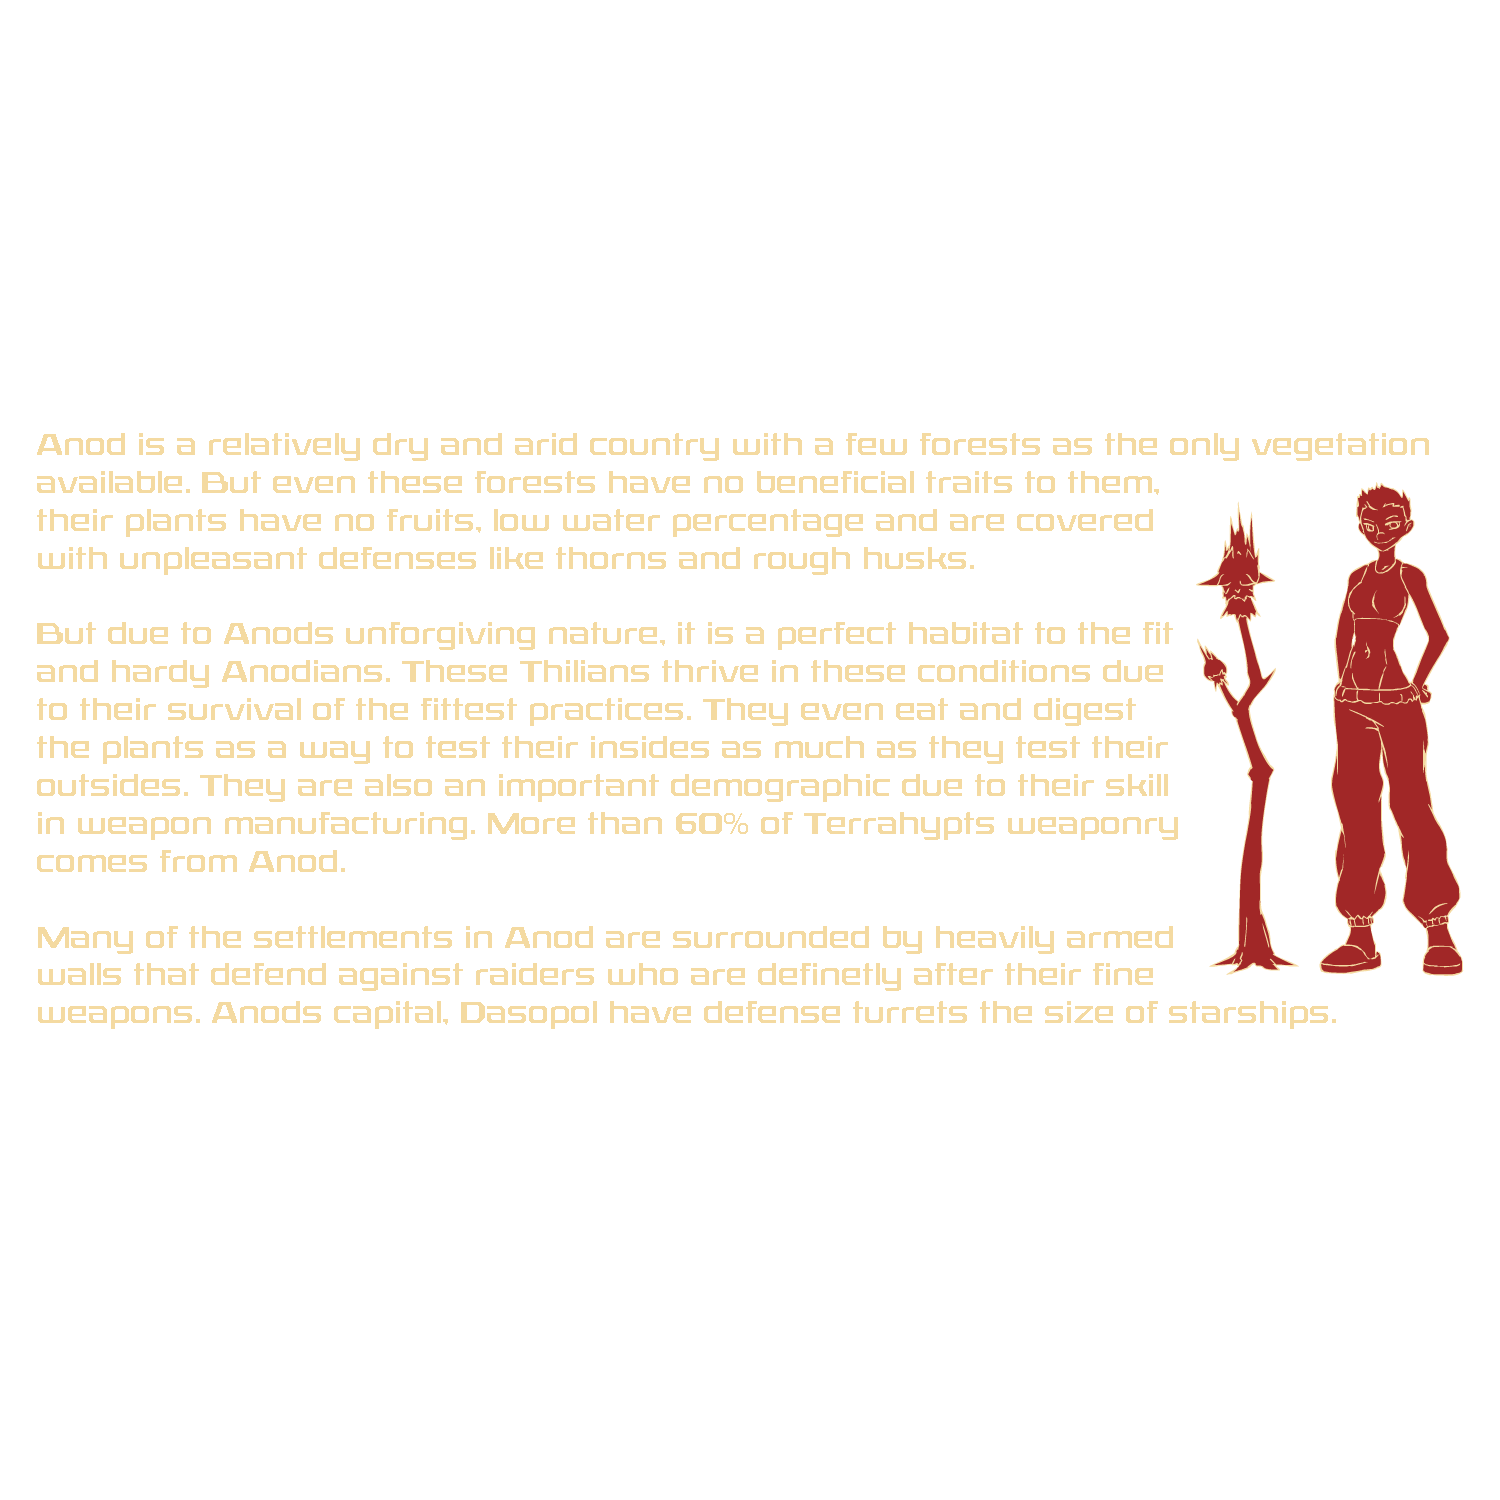 Anod is a relatively dry and arid country with a few forests as the only vegetation
available. But even these forests have no beneficial traits to them,
their plants have no fruits, low water percentage and are covered
with unpleasant defenses like thorns and rough husks.
But due to Anods unforgiving nature, it is a perfect habitat to the fit
and hardy Anodians. These Thilians thrive in these conditions due
to their survival of the fittest practices. They even eat and digest
the plants as a way to test their insides as much as they test their
outsides. They are also an important demographic due to their skill
in weapon manufacturing. More than 60% of Terrahypts weaponry
comes from Anod.
Many of the settlements in Anod are surrounded by heavily armed
walls that defend against raiders who are definetly after their fine
weapons. Anods capital, Dasopol have defense turrets the size of starships.